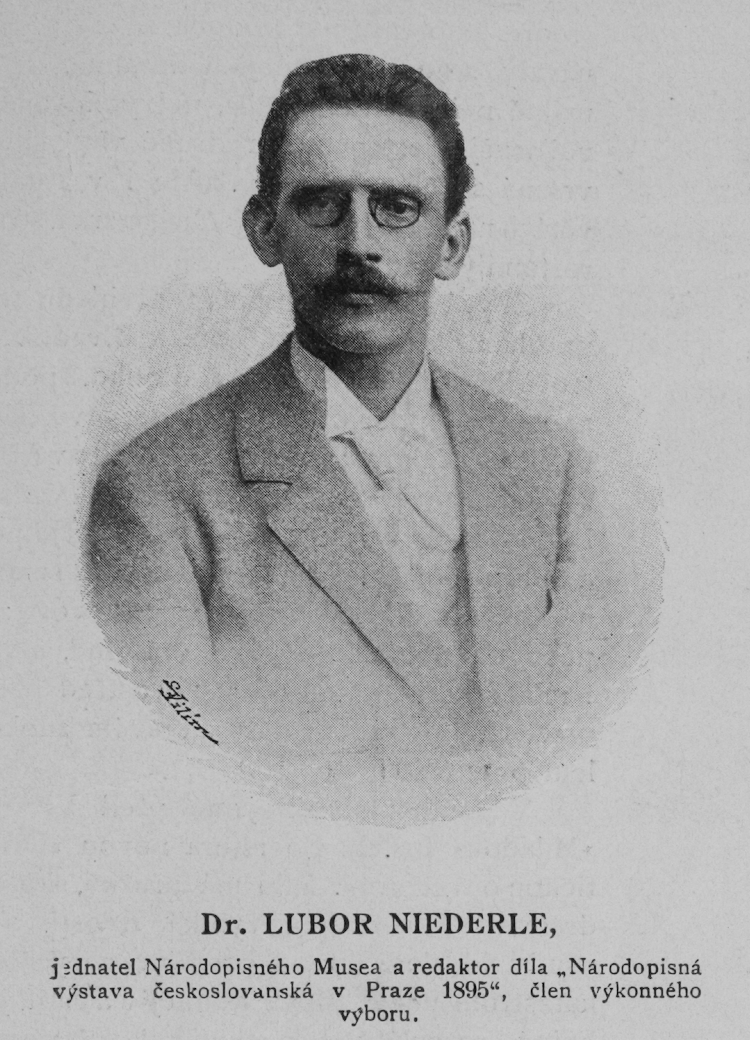 Dr. LUBOR NIEDERLE,
jednatel Národopisného Musea a redaktor díla „Národopisná
výstava českoslovanská v Praze 1895“, člen výkonného
výboru.